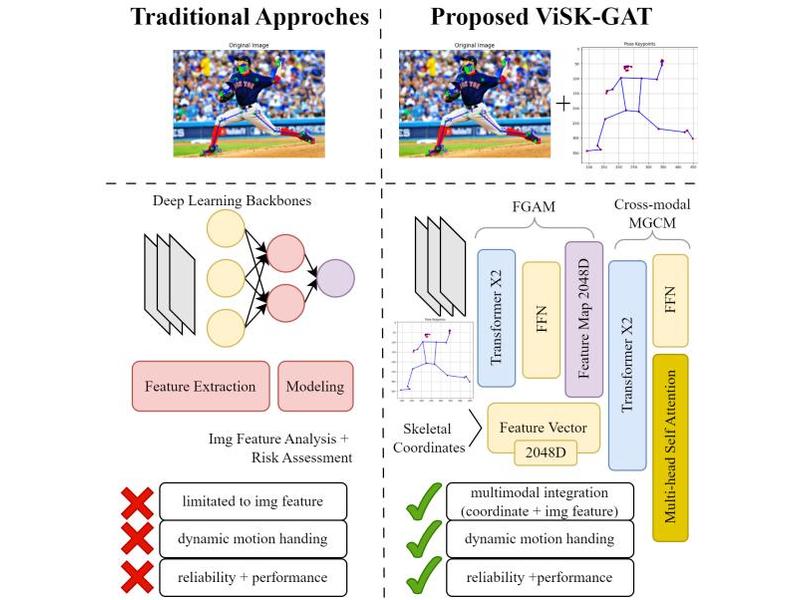 Traditional Approches
Proposed ViSK-GAT
Original Image
Original Image
Pose Keypoints
+
Deep Learning Backbones
Feature Extraction
Modeling
Img Feature Analysis +
Risk Assessment
limitated to img feature
dynamic motion handing
reliability + performance
FGAM
Cross-modal
MGCM
Transformer X2
FFN
Feature Map 2048D
Transformer X2
FFN
Multi-head Self Attention
Skeletal
Coordinates
Feature Vector
2048D
multimodal integration
(coordinate + img feature)
dynamic motion handing
reliability +performance